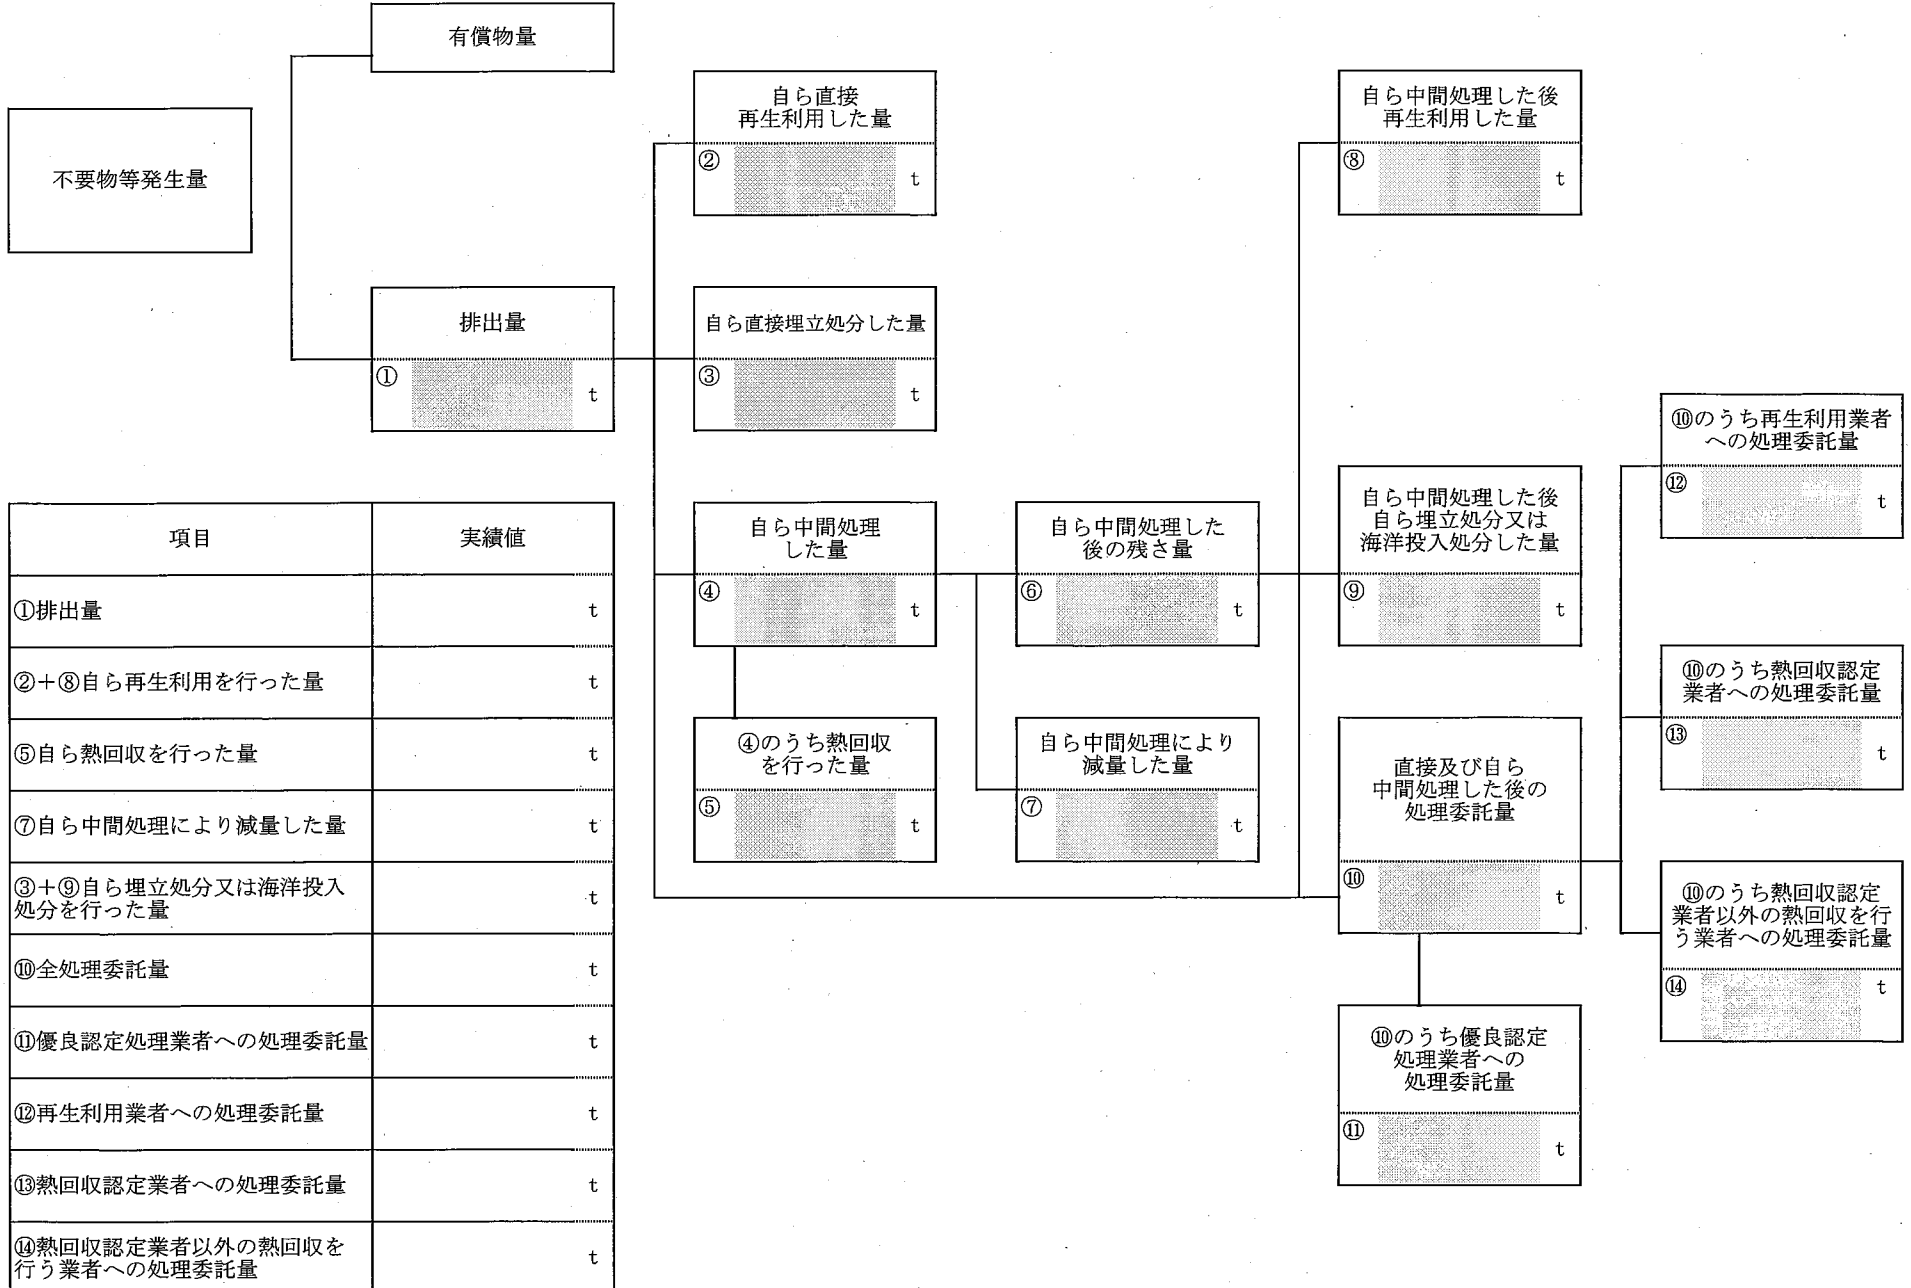 有償物量
不要物等発生量
排出量
① t
自ら直接
再生利用した量
② t
自ら直接埋立処分した量
③ t
自ら中間処理
した量
④ t
④のうち熱回収
を行った量
⑤ t
自ら中間処理した
後の残さ量
⑥ t
自ら中間処理により
減量した量
⑦ t
自ら中間処理した後
再生利用した量
⑧ t
自ら中間処理した後
自ら埋立処分又は
海洋投入処分した量
⑨ t
直接及び自ら
中間処理した後の
処理委託量
⑩ t
⑩のうち優良認定
処理業者への
処理委託量
⑪ t
⑩のうち再生利用業者
への処理委託量
⑫ t
⑩のうち熱回収認定
業者への処理委託量
⑬ t
⑩のうち熱回収認定
業者以外の熱回収を行
う業者への処理委託量
⑭ t
項目 実績値
①排出量 t
②+⑧自ら再生利用を行った量 t
⑤自ら熱回収を行った量 t
⑦自ら中間処理により減量した量 t
③+⑨自ら埋立処分又は海洋投入
処分を行った量 t
⑩全処理委託量 t
⑪優良認定処理業者への処理委託量 t
⑫再生利用業者への処理委託量 t
⑬熱回収認定業者への処理委託量 t
⑭熱回収認定業者以外の熱回収を
行う業者への処理委託量 t